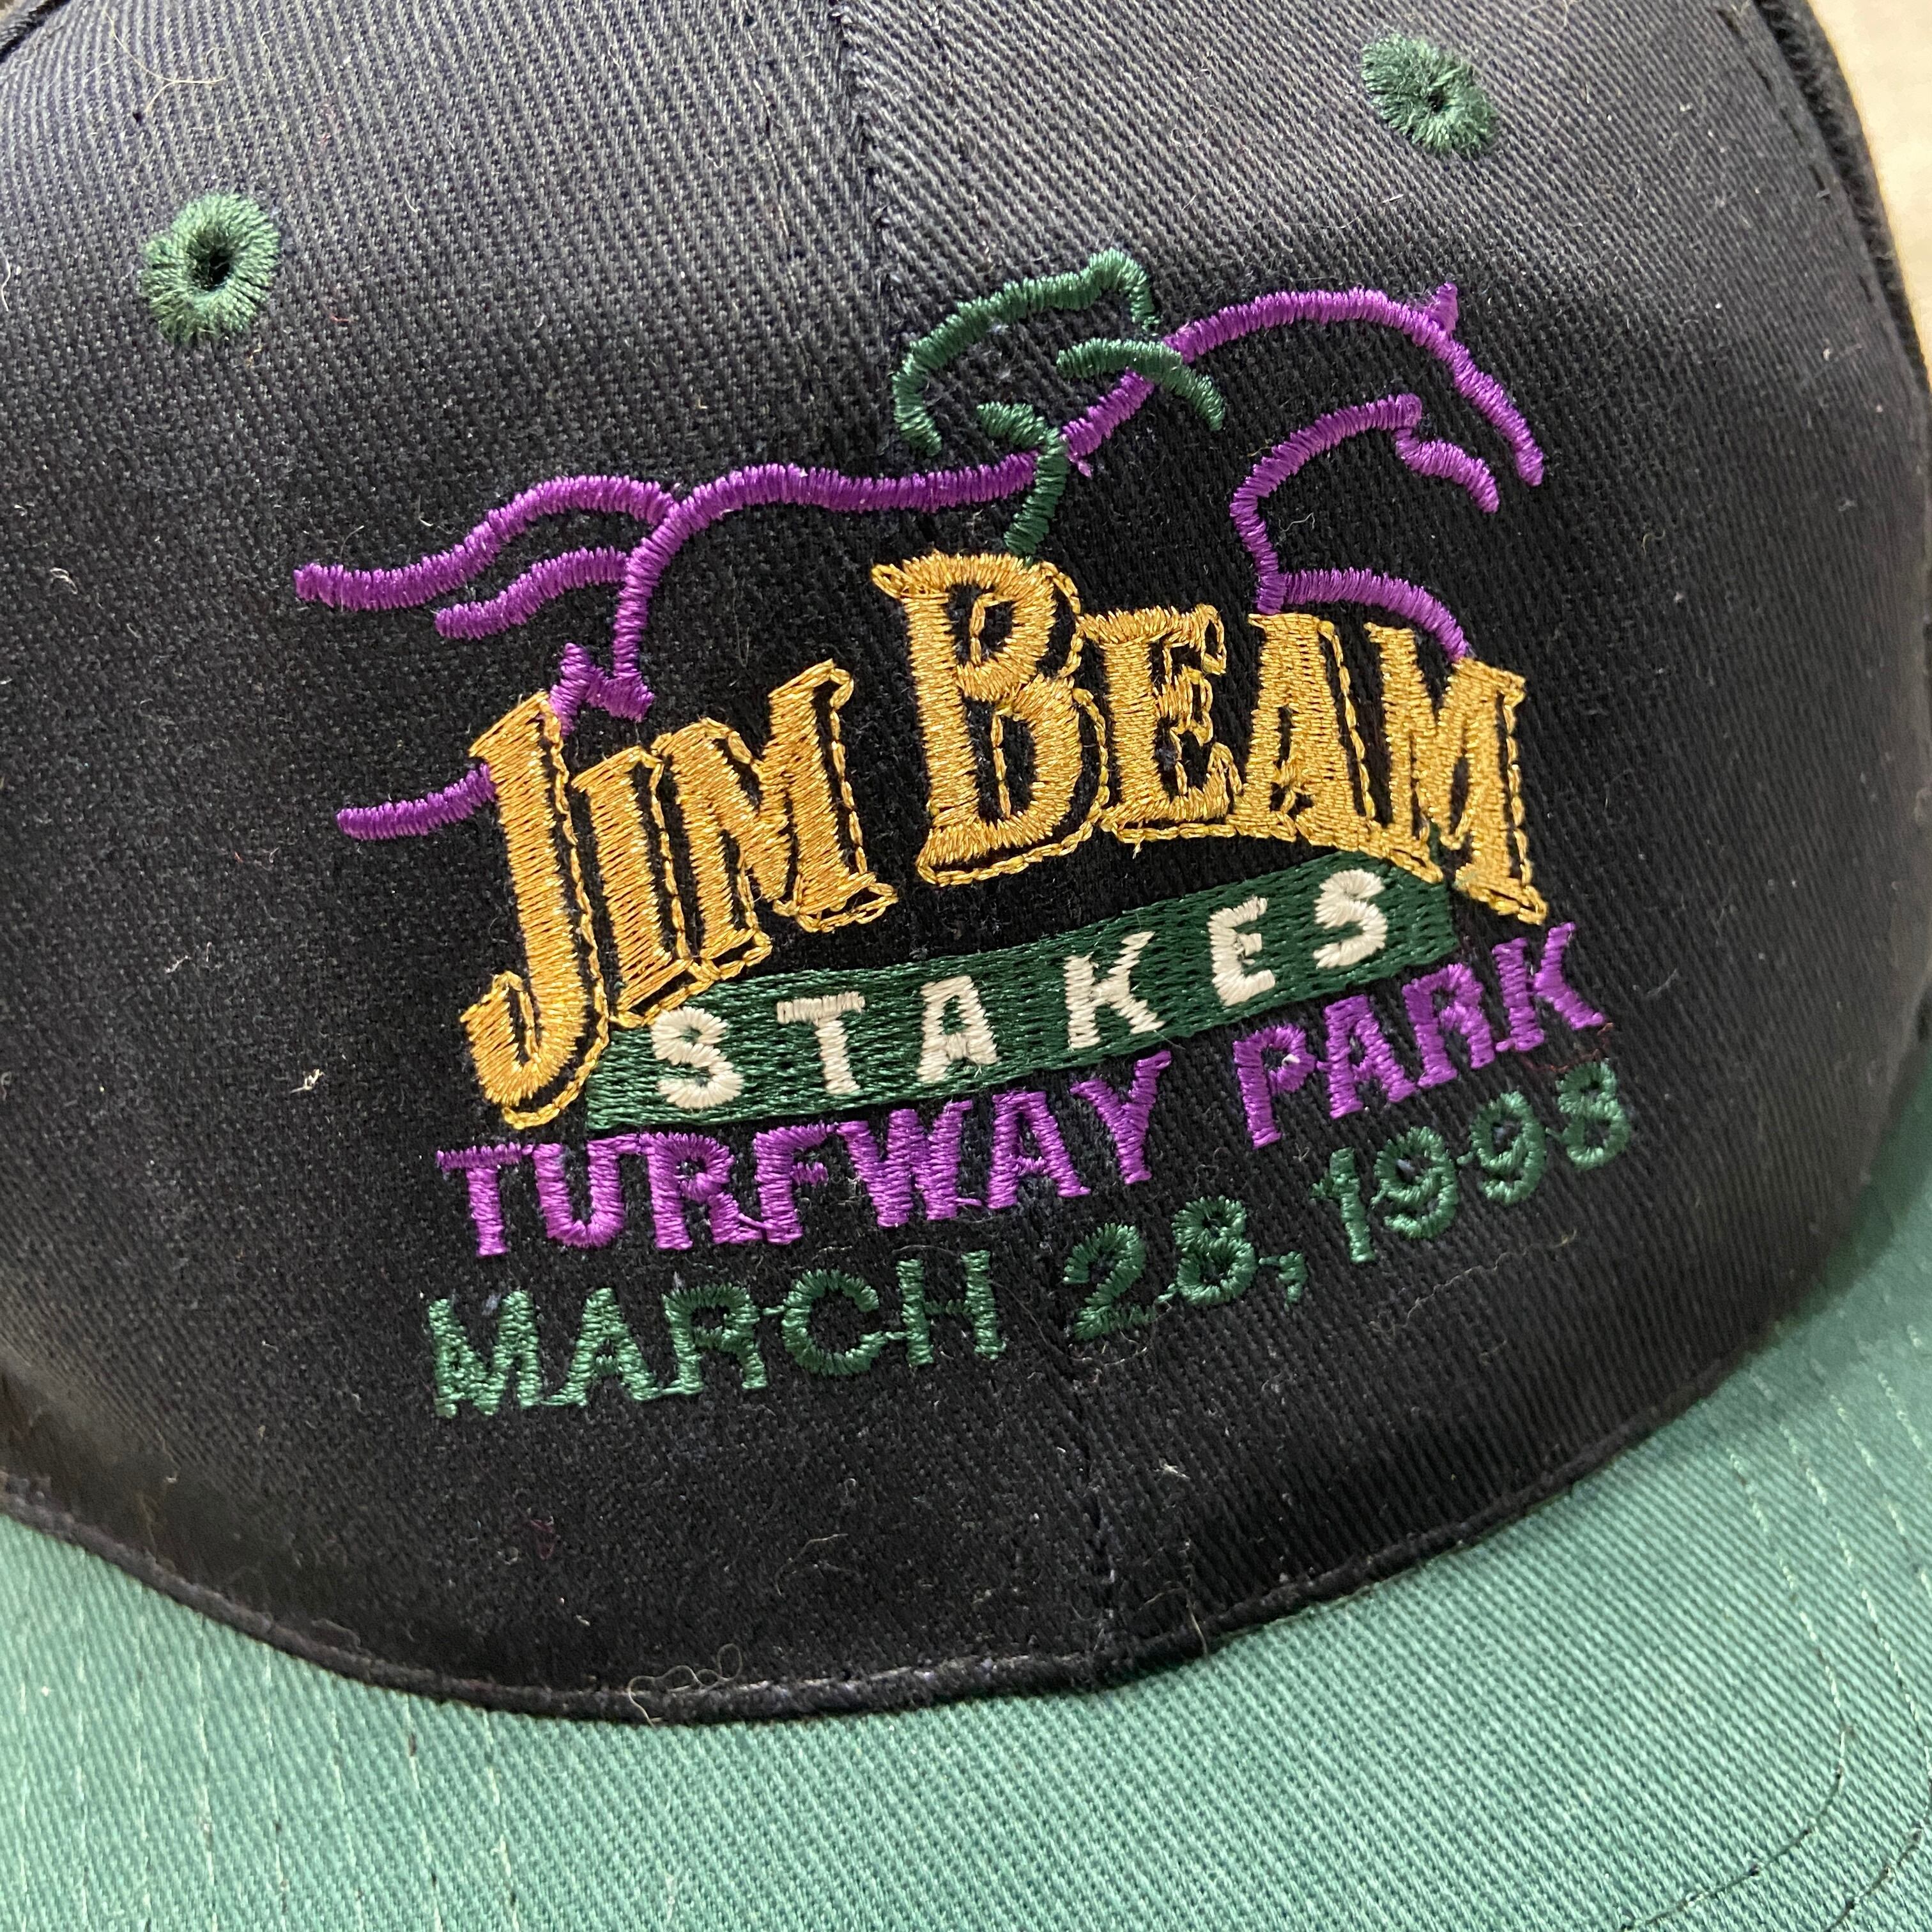 JIM BEAM
STAKES
TURFWAY PARK
MARCH 28, 1998